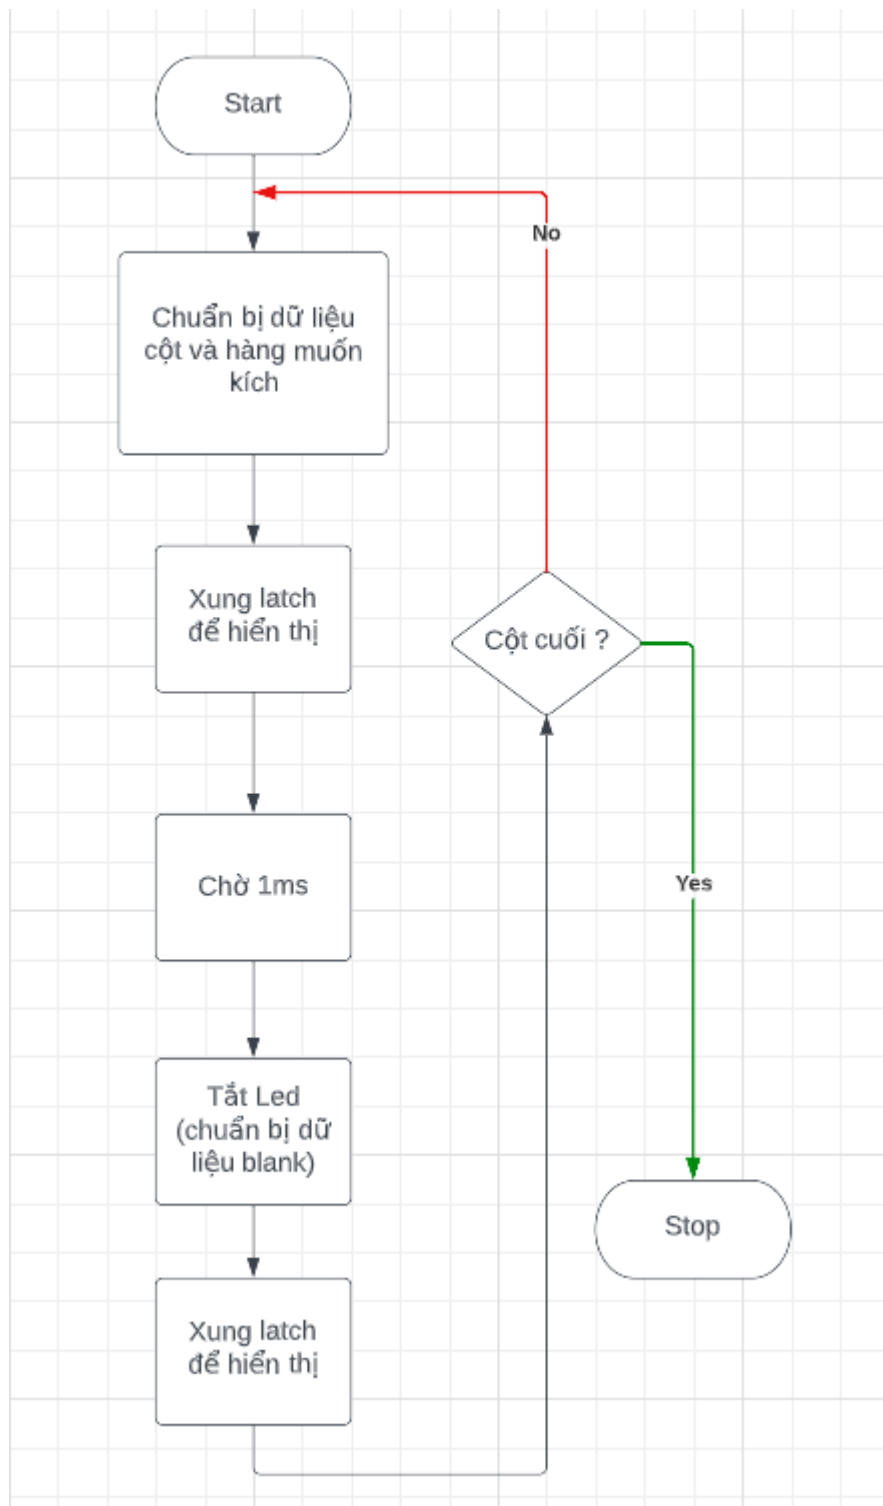 Start
No
Chuẩn bị dữ liệu
cột và hàng muốn
kích
Xung latch
để hiển thị
Cột cuối ?
Chờ 1ms
Yes
Tắt Led
(chuẩn bị dữ
liệu blank)
Stop
Xung latch
để hiển thị